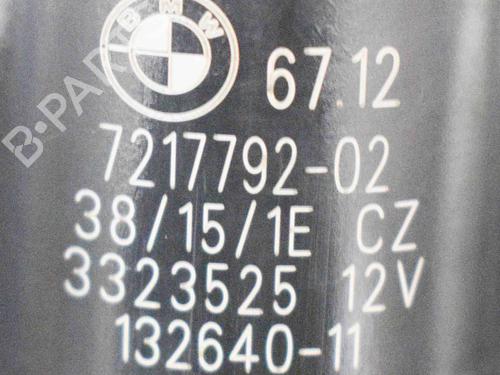 BMW
67.12
7217792-02
38/15/1E CZ
3323525 12V
132640-11
B-PARTS